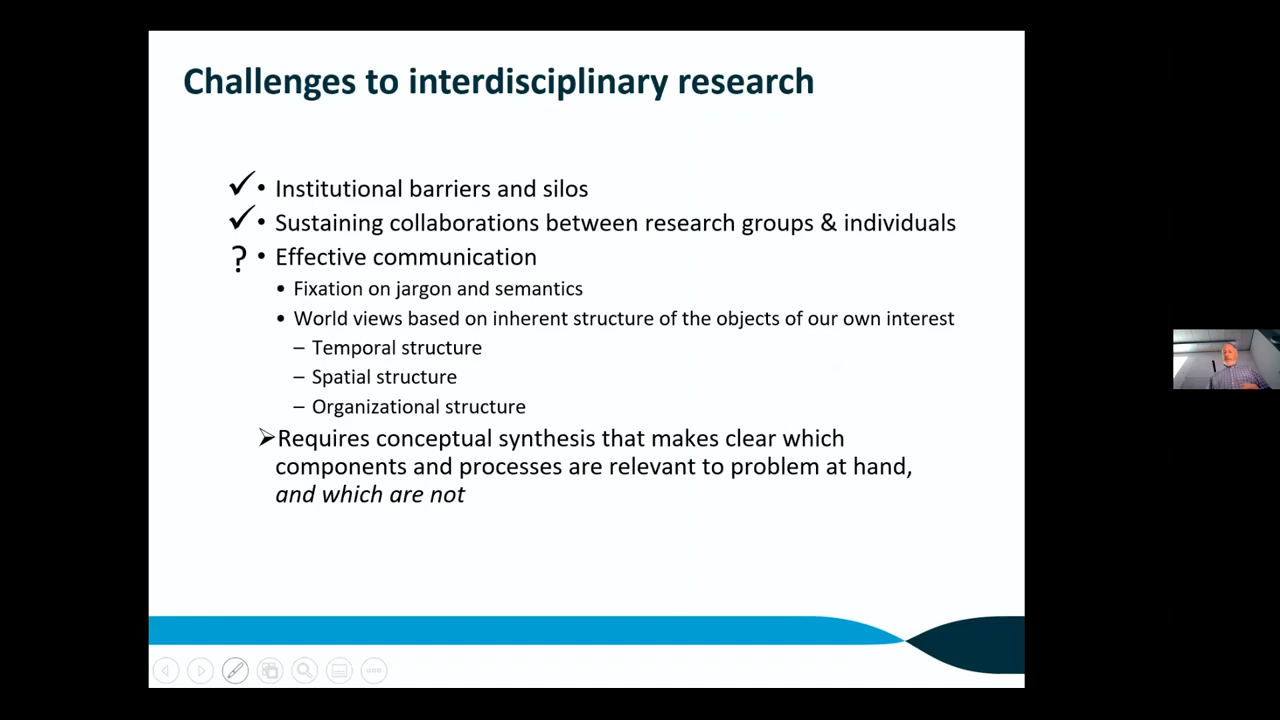 Challenges to interdisciplinary research
✓ • Institutional barriers and silos
✓ • Sustaining collaborations between research groups & individuals
? • Effective communication
• Fixation on jargon and semantics
• World views based on inherent structure of the objects of our own interest
– Temporal structure
– Spatial structure
– Organizational structure
➢Requires conceptual synthesis that makes clear which
components and processes are relevant to problem at hand,
and which are not